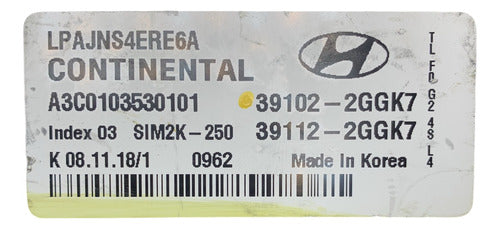 LPAJNS4ERE6A
CONTINENTAL
A3C0103530101 39102-2GGK7
Index 03 SIM2K-250 39112-2GGK7
K 08.11.18/1 0962 Made in Korea
TL F0 G2 4S L4